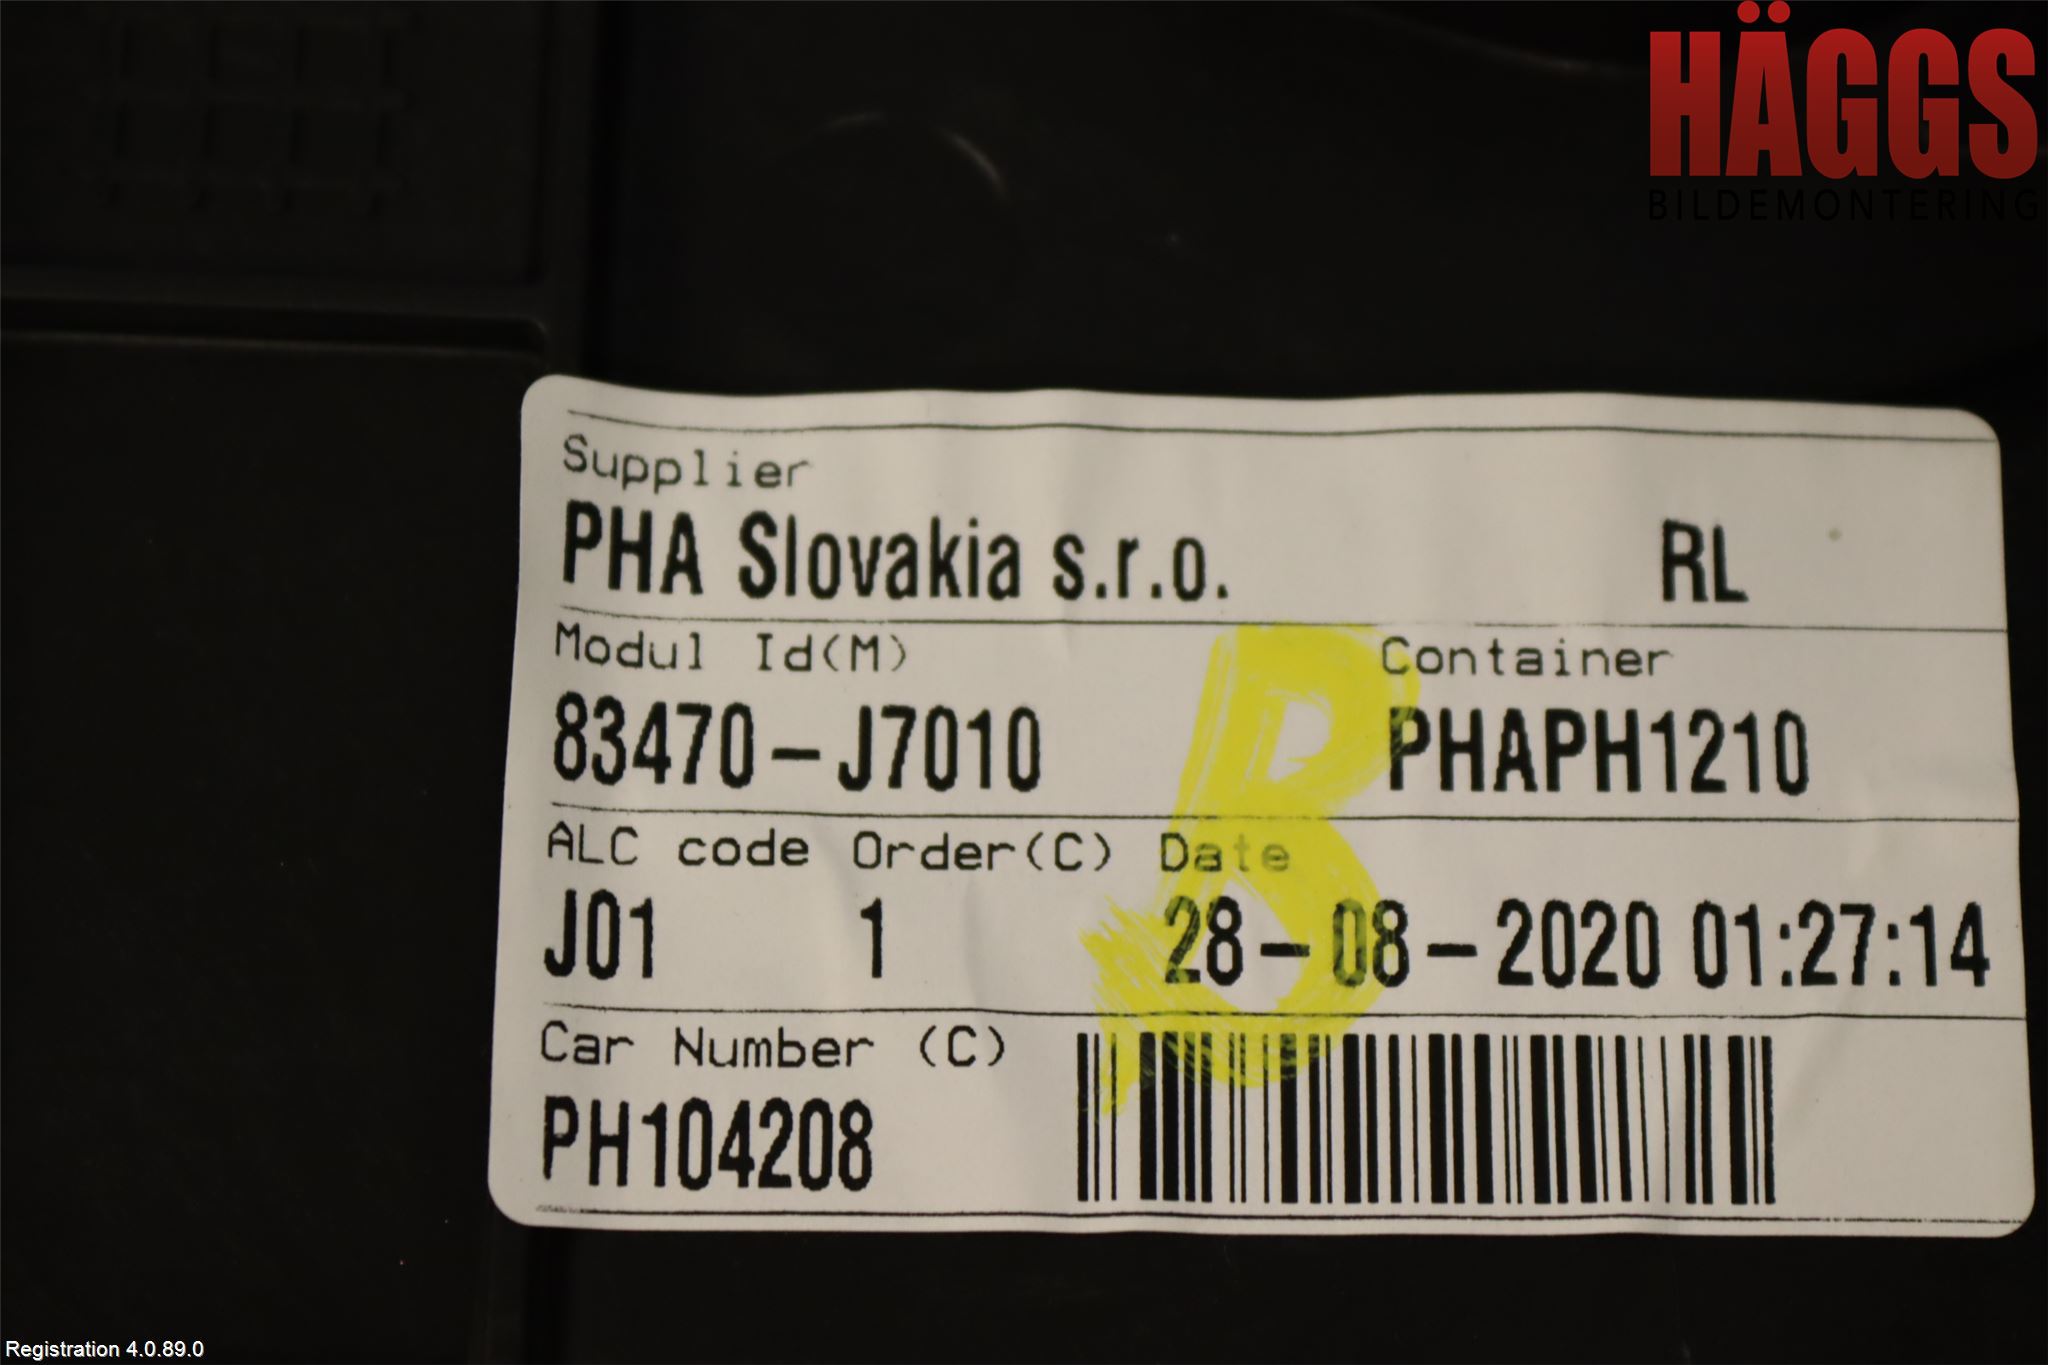 HÄGGS
BILDEMONTERING
Supplier
PHA Slovakia s.r.o. RL
Modul Id(M) Container
83470-J7010 PHAPH1210
ALC code Order(C) Date
J01 1 28-08-2020 01:27:14
Car Number (C)
PH104208
B
Registration 4.0.89.0